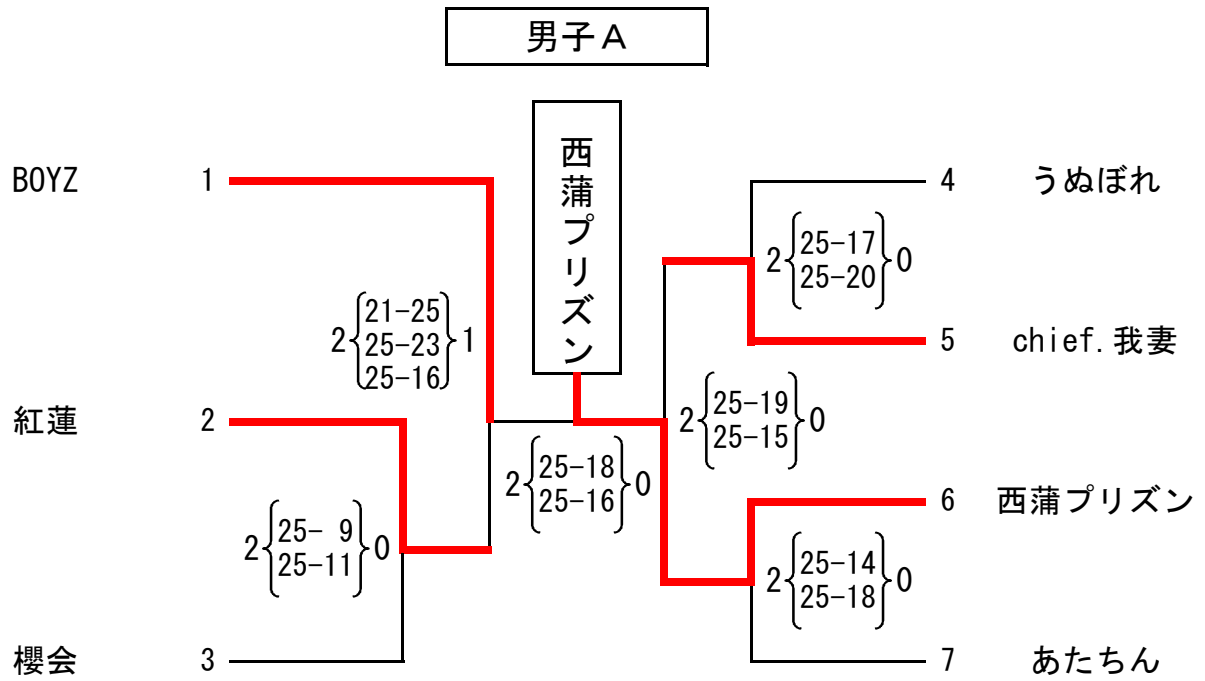 男子A
西蒲プリズン
BOYZ 1
4 うぬぼれ
2 25-17 0
25-20
21-25
2 25-23 1
25-16
5 chief.我妻
紅蓮 2
2 25-19 0
25-15
2 25-18 0
25-16
6 西蒲プリズン
2 25- 9 0
25-11
2 25-14 0
25-18
櫻会 3
7 あたちん